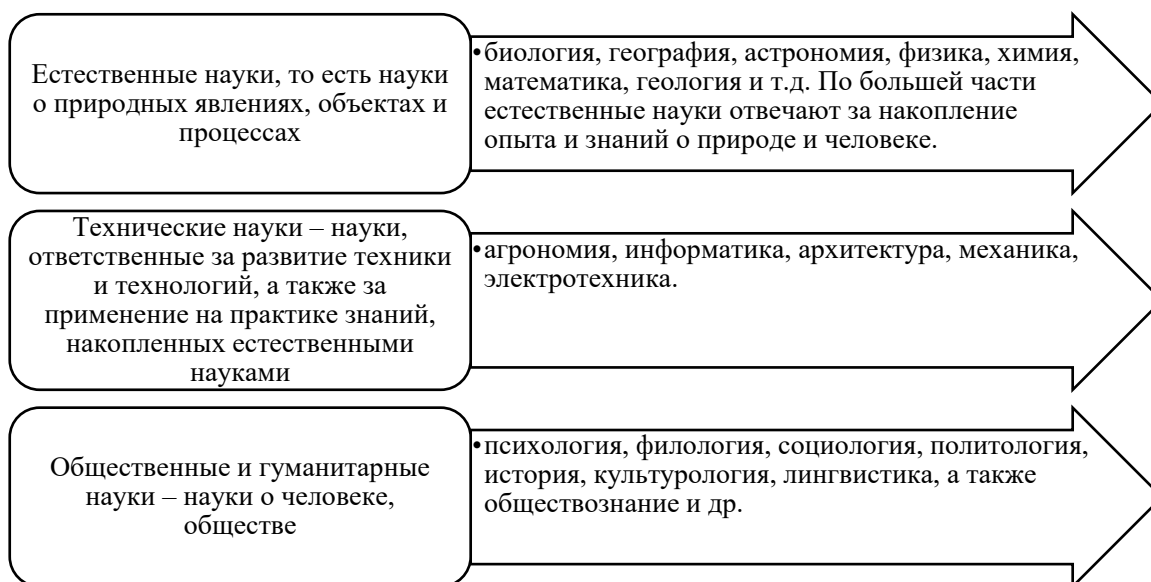 Естественные науки, то есть науки
о природных явлениях, объектах и
процессах
•биология, география, астрономия, физика, химия,
математика, геология и т.д. По большей части
естественные науки отвечают за накопление
опыта и знаний о природе и человеке.
Технические науки – науки,
ответственные за развитие техники
и технологий, а также за
применение на практике знаний,
накопленных естественными
науками
•агрономия, информатика, архитектура, механика,
электротехника.
Общественные и гуманитарные
науки – науки о человеке,
обществе
•психология, филология, социология, политология,
история, культурология, лингвистика, а также
обществознание и др.